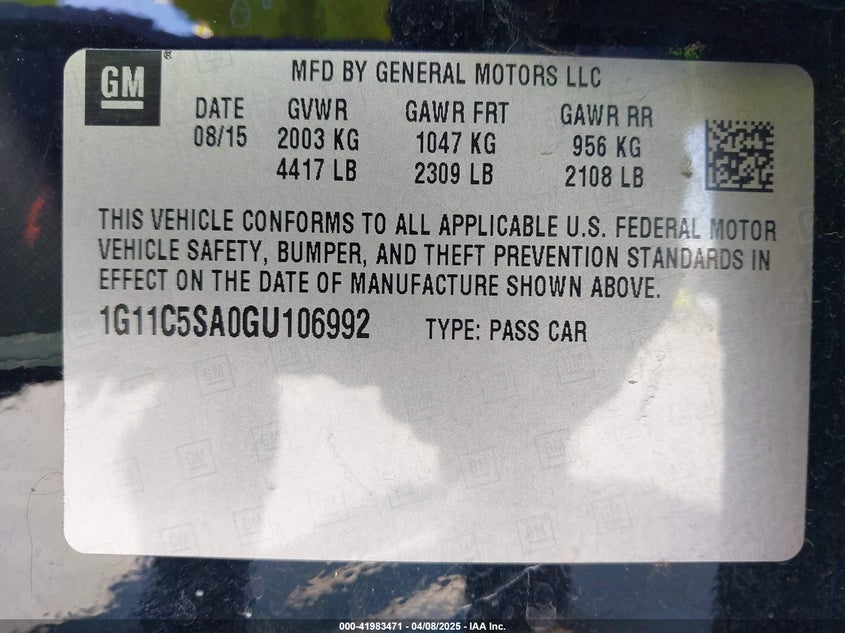 GM
MFD BY GENERAL MOTORS LLC
DATE GVWR GAWR FRT GAWR RR
08/15 2003 KG 1047 KG 956 KG
4417 LB 2309 LB 2108 LB
THIS VEHICLE CONFORMS TO ALL APPLICABLE U.S. FEDERAL MOTOR
VEHICLE SAFETY, BUMPER, AND THEFT PREVENTION STANDARDS IN
EFFECT ON THE DATE OF MANUFACTURE SHOWN ABOVE.
1G11C5SA0GU106992 TYPE: PASS CAR
000-41983471 - 04/08/2025 - IAA Inc.